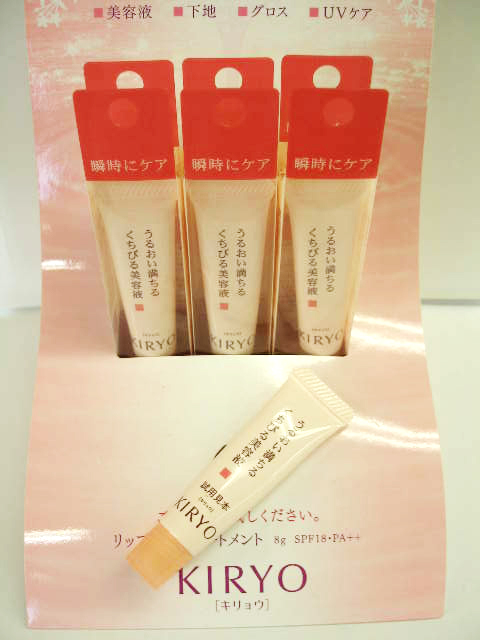 ■美容液 ■下地 ■グロス ■UVケア
瞬時にケア
瞬時にケア
瞬時にケア
うるおい満ちる
くちびる美容液
KIRYO
うるおい満ちる
くちびる美容液
KIRYO
うるおい満ちる
くちびる美容液
KIRYO
うるおい満ちる
くちびる美容液
試用見本
KIRYO
しください。
リップ
トメント 8g SPF18・PA++
KIRYO
[キリョウ]